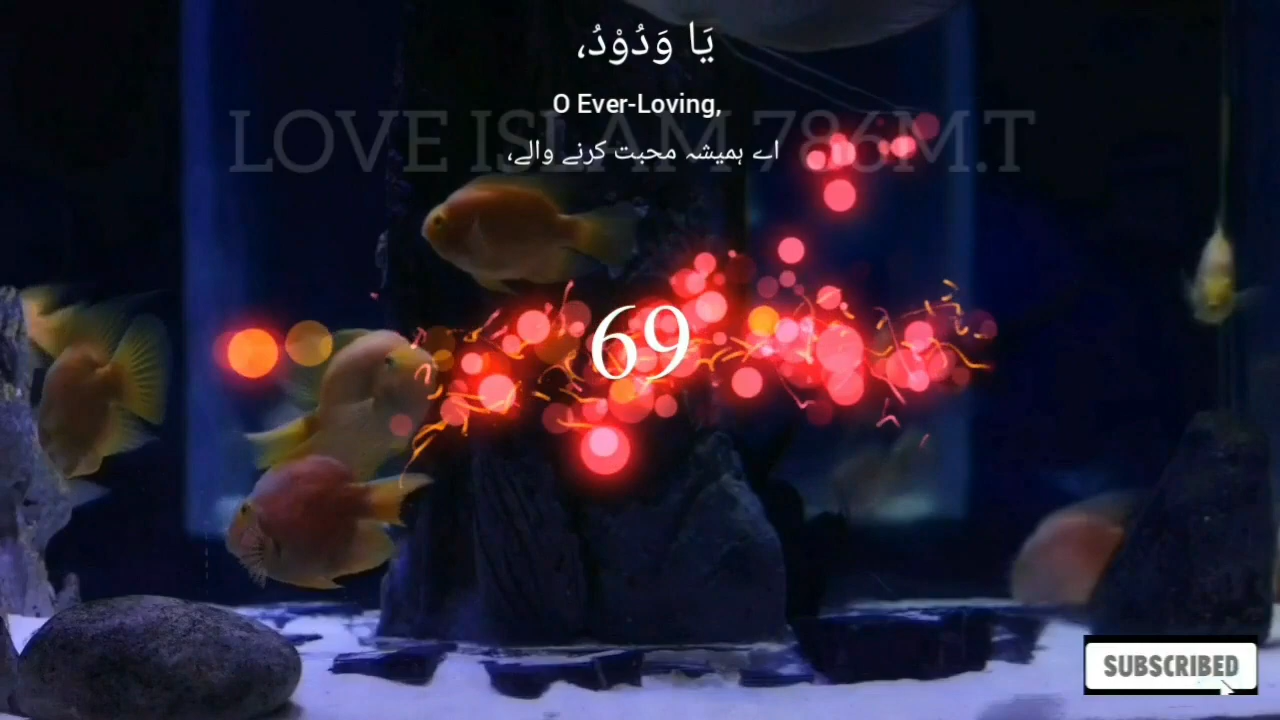 يَا وَدُوْدُ،
O Ever-Loving,
LOVE ISLAM 786M.T
اے ہمیشہ محبت کرنے والے،
69
SUBSCRIBED